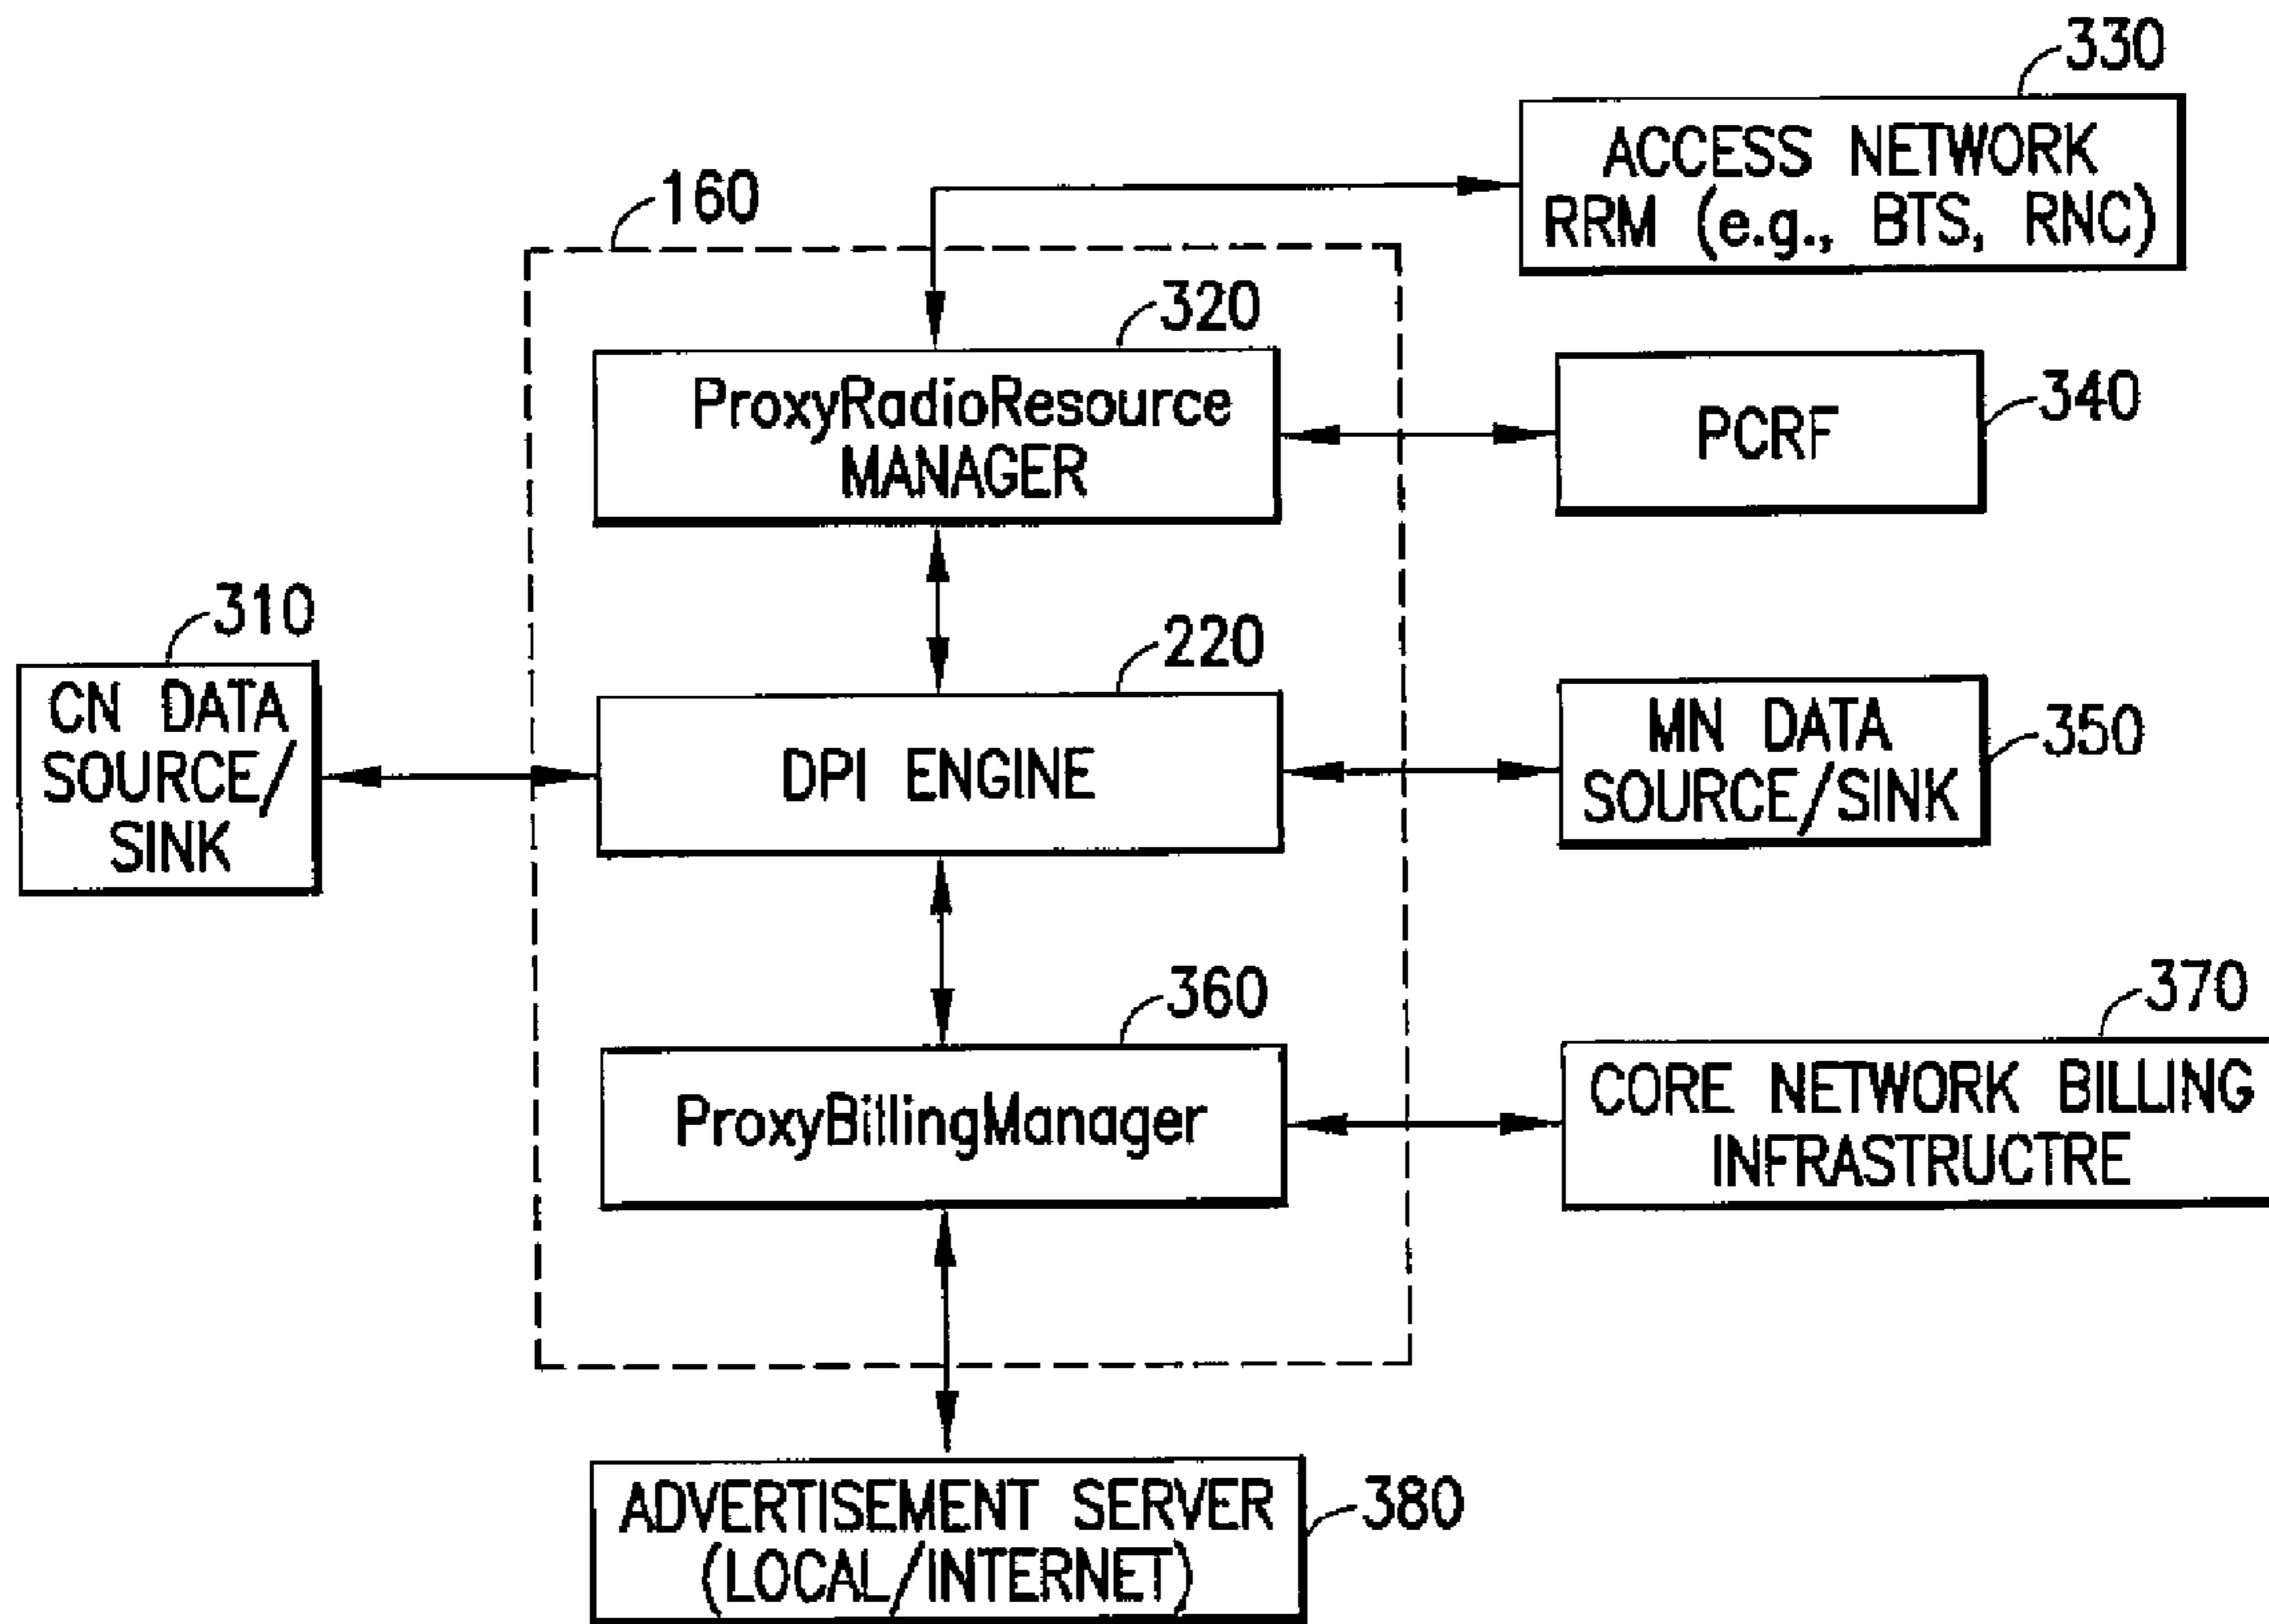 330
ACCESS NETWORK
RRM (e.g., BTS, RNC)
160
320
ProxyRadioResource
MANAGER
340
PCRF
310
CN DATA
SOURCE/
SINK
220
DPI ENGINE
350
MN DATA
SOURCE/SINK
360
ProxyBillingManager
370
CORE NETWORK BILLING
INFRASTRUCTRE
380
ADVERTISEMENT SERVER
(LOCAL/INTERNET)